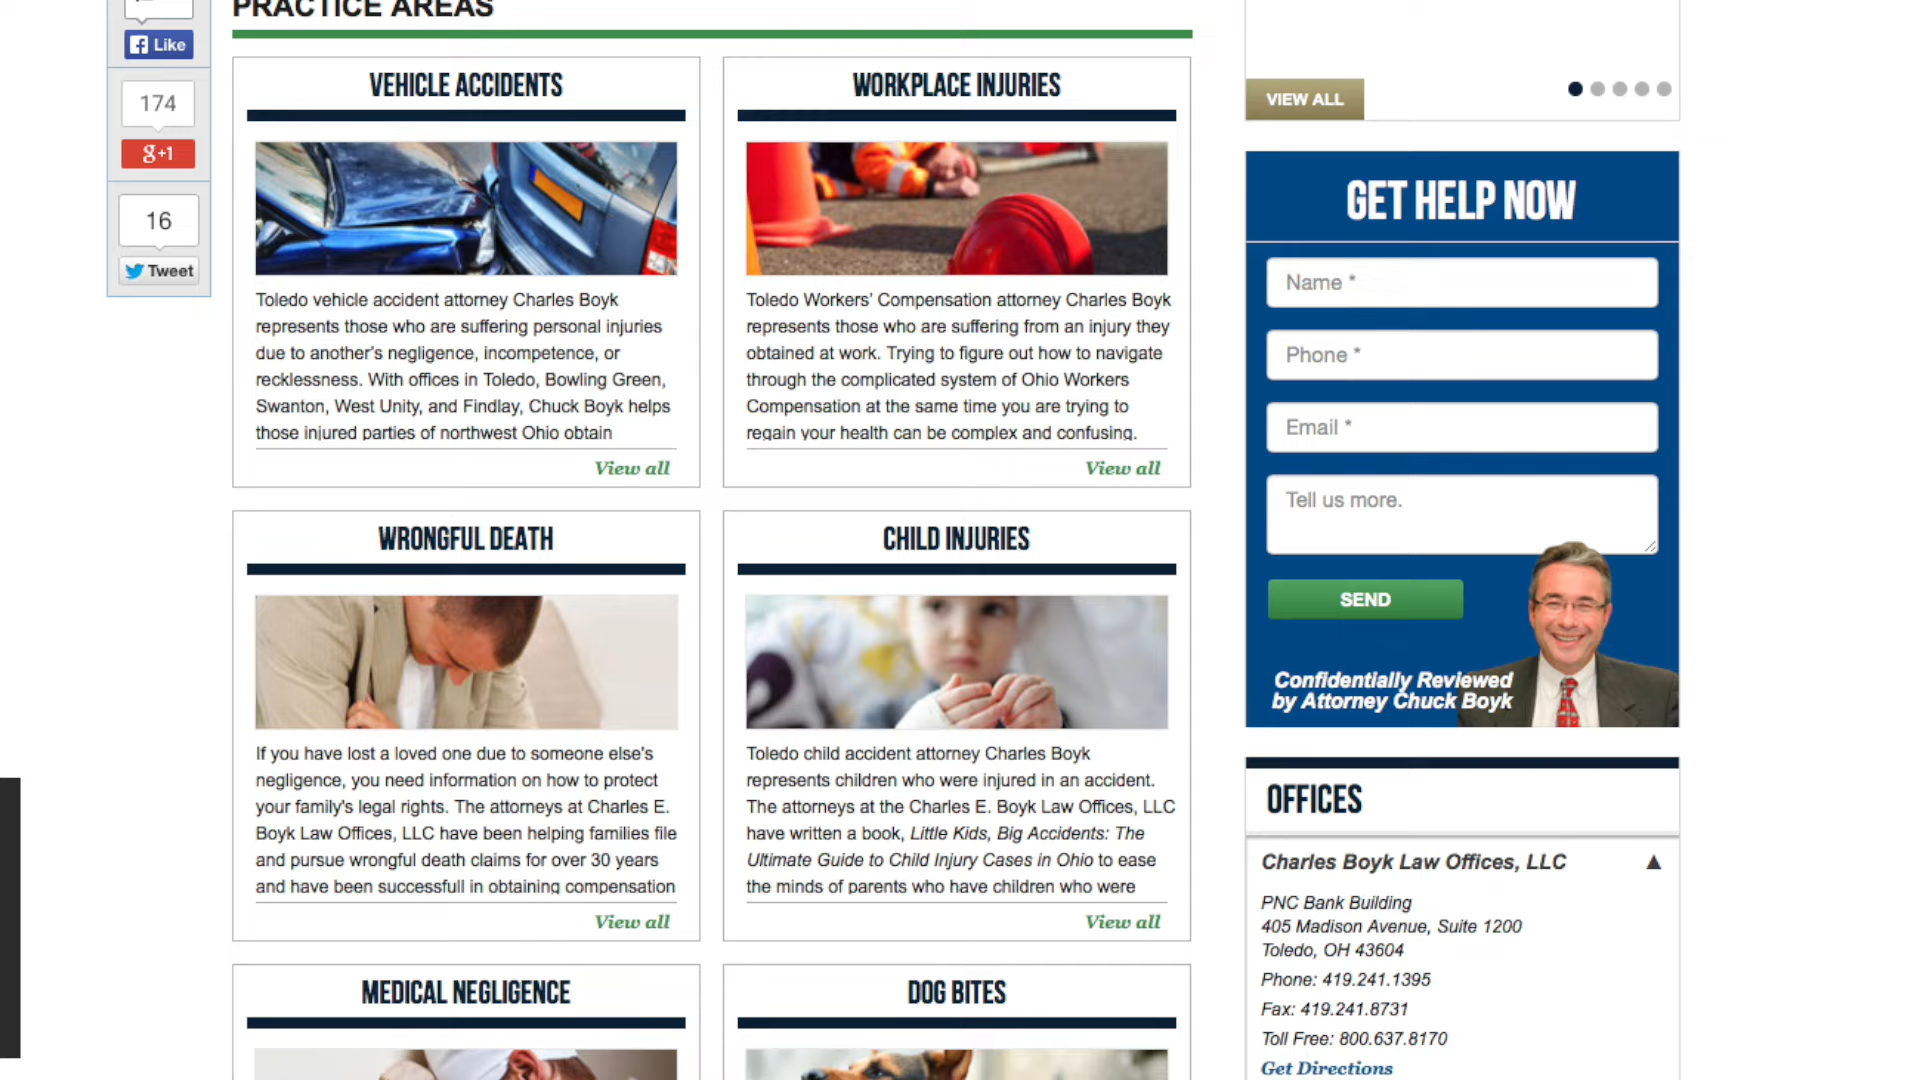 PRACTICE AREAS
Like
174
g+1
16
Tweet
VEHICLE ACCIDENTS
Toledo vehicle accident attorney Charles Boyk
represents those who are suffering personal injuries
due to another's negligence, incompetence, or
recklessness. With offices in Toledo, Bowling Green,
Swanton, West Unity, and Findlay, Chuck Boyk helps
those injured parties of northwest Ohio obtain
View all
WORKPLACE INJURIES
Toledo Workers' Compensation attorney Charles Boyk
represents those who are suffering from an injury they
obtained at work. Trying to figure out how to navigate
through the complicated system of Ohio Workers
Compensation at the same time you are trying to
regain your health can be complex and confusing.
View all
WRONGFUL DEATH
If you have lost a loved one due to someone else's
negligence, you need information on how to protect
your family's legal rights. The attorneys at Charles E.
Boyk Law Offices, LLC have been helping families file
and pursue wrongful death claims for over 30 years
and have been successfull in obtaining compensation
View all
CHILD INJURIES
Toledo child accident attorney Charles Boyk
represents children who were injured in an accident.
The attorneys at the Charles E. Boyk Law Offices, LLC
have written a book, Little Kids, Big Accidents: The
Ultimate Guide to Child Injury Cases in Ohio to ease
the minds of parents who have children who were
View all
MEDICAL NEGLIGENCE
DOG BITES
VIEW ALL
GET HELP NOW
Name *
Phone *
Email *
Tell us more.
SEND
Confidentially Reviewed
by Attorney Chuck Boyk
OFFICES
Charles Boyk Law Offices, LLC
PNC Bank Building
405 Madison Avenue, Suite 1200
Toledo, OH 43604
Phone: 419.241.1395
Fax: 419.241.8731
Toll Free: 800.637.8170
Get Directions